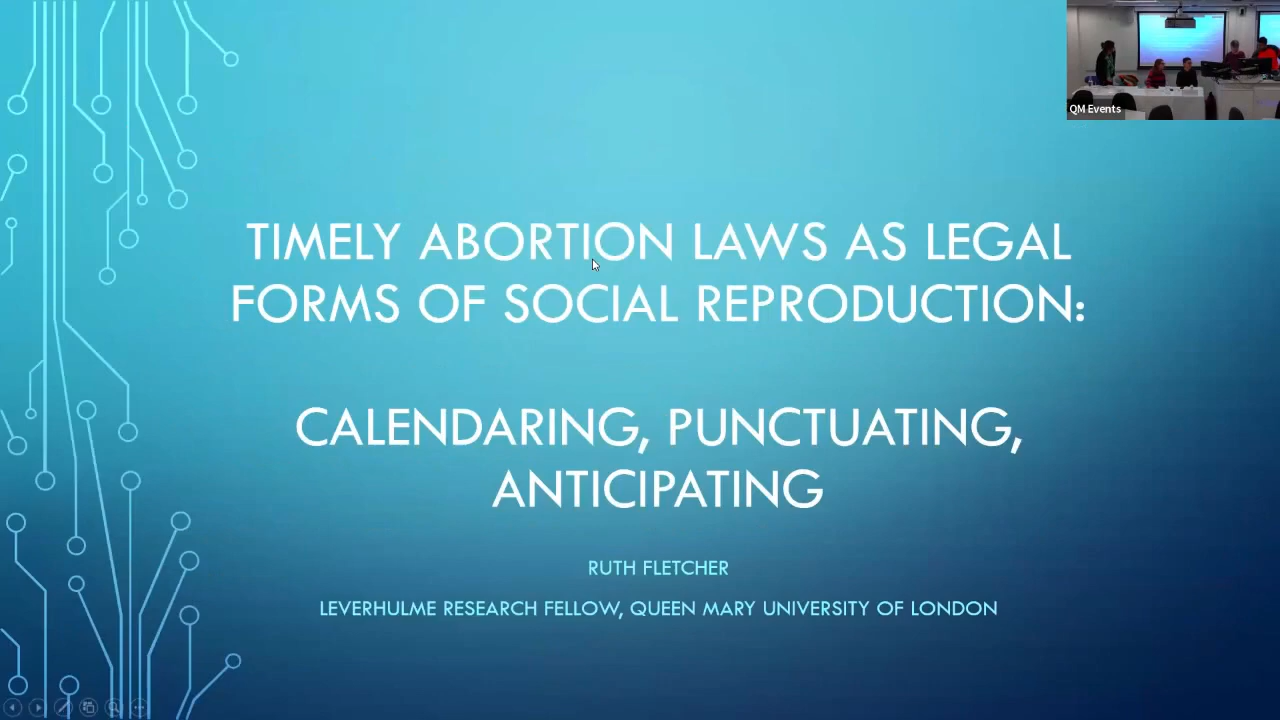 QM Events
TIMELY ABORTION LAWS AS LEGAL
FORMS OF SOCIAL REPRODUCTION:
CALENDARING, PUNCTUATING,
ANTICIPATING
RUTH FLETCHER
LEVERHULME RESEARCH FELLOW, QUEEN MARY UNIVERSITY OF LONDON